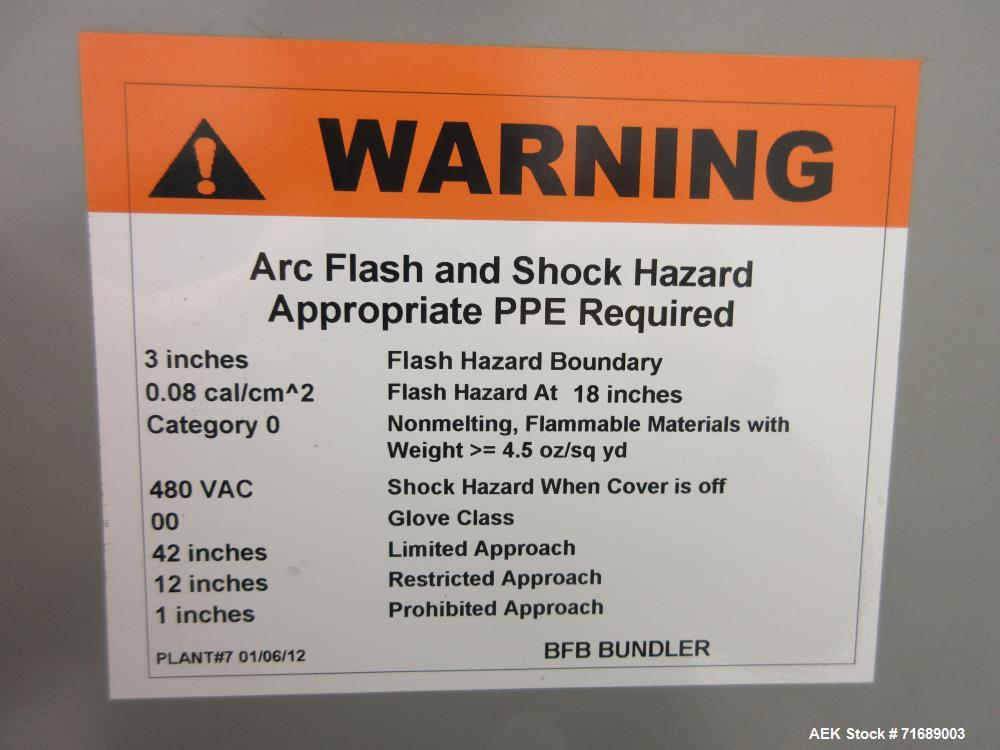 WARNING
Arc Flash and Shock Hazard
Appropriate PPE Required
3 inches Flash Hazard Boundary
0.08 cal/cm^2 Flash Hazard At 18 inches
Category 0 Nonmelting, Flammable Materials with
Weight >= 4.5 oz/sq yd
480 VAC Shock Hazard When Cover is off
00 Glove Class
42 inches Limited Approach
12 inches Restricted Approach
1 inches Prohibited Approach
PLANT#7 01/06/12 BFB BUNDLER
AEK Stock #71689003